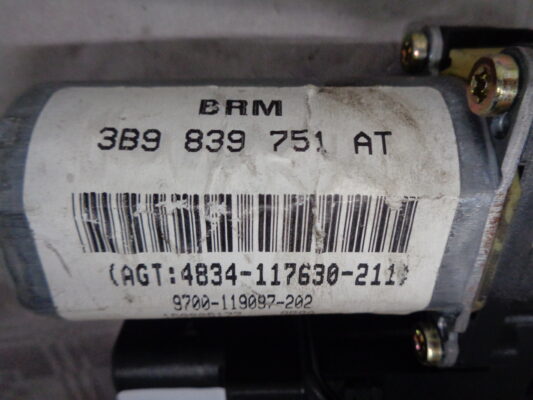 BRM
3B9 839 751 AT
(AGT:4834-117630-211)
9700-119097-202